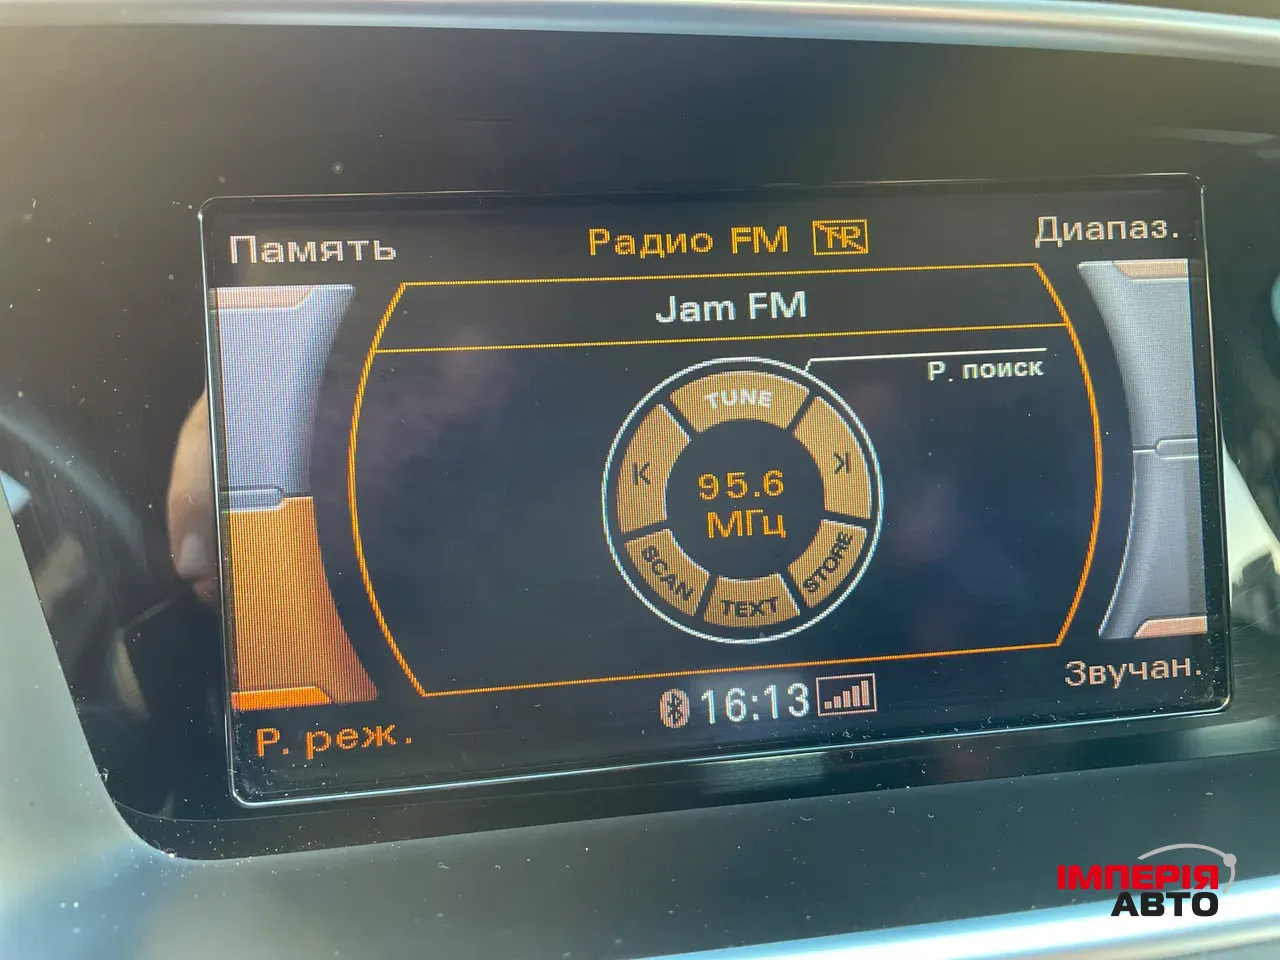 Память
Радио FM TR
Диапаз.
Jam FM
Р. поиск
TUNE
95.6
МГц
SCAN
TEXT
STORE
16:13
Р. реж.
Звучан.
ІМПЕРІЯ
АВТО